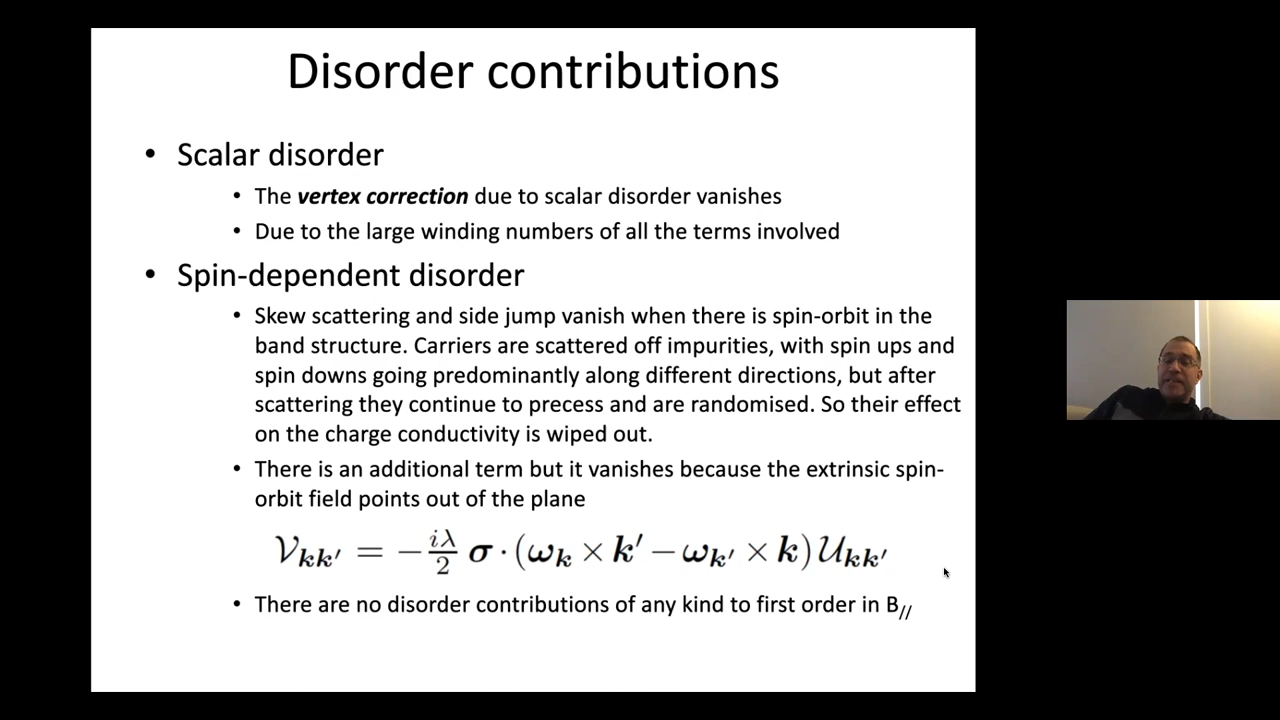 Disorder contributions
• Scalar disorder
• The vertex correction due to scalar disorder vanishes
• Due to the large winding numbers of all the terms involved
• Spin-dependent disorder
• Skew scattering and side jump vanish when there is spin-orbit in the
band structure. Carriers are scattered off impurities, with spin ups and
spin downs going predominantly along different directions, but after
scattering they continue to precess and are randomised. So their effect
on the charge conductivity is wiped out.
• There is an additional term but it vanishes because the extrinsic spin-
orbit field points out of the plane
𝒱𝒌𝒌′ = −iλ/2 𝝈 · (𝝎𝒌 × 𝒌′ − 𝝎𝒌′ × 𝒌) 𝒰𝒌𝒌′
• There are no disorder contributions of any kind to first order in B//